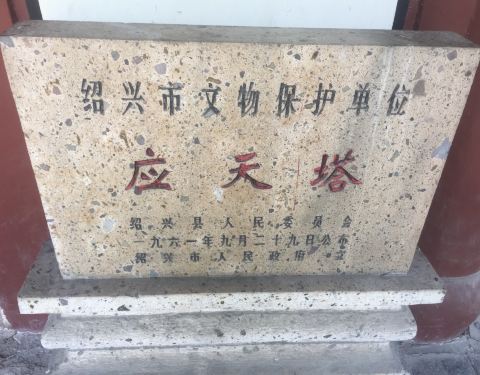 绍兴市文物保护单位
应天塔
绍兴县人民委员会
一九六一年九月二十九日公布
绍兴市人民政府立